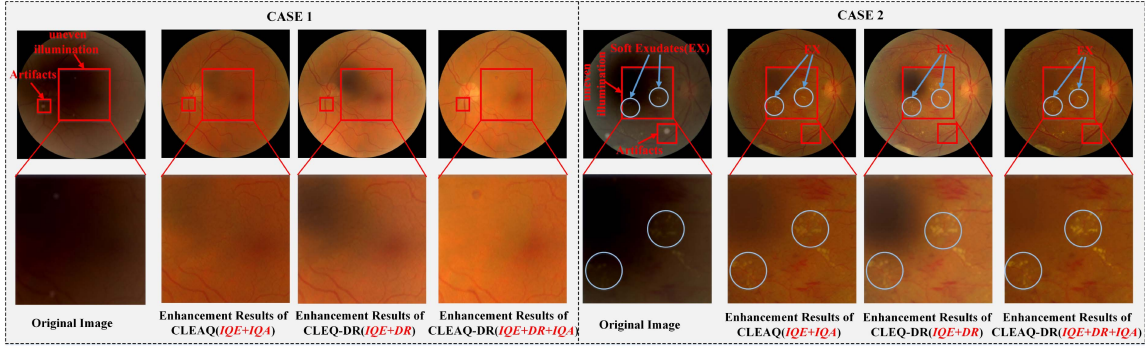 CASE 1
uneven
illumination
Artifacts
Original Image
Enhancement Results of
CLEAQ(IQE+IQA)
Enhancement Results of
CLEQ-DR(IQE+DR)
Enhancement Results of
CLEAQ-DR(IQE+DR+IQA)
CASE 2
Soft Exudates(EX)
uneven
illumination
Artifacts
EX
EX
EX
Original Image
Enhancement Results of
CLEAQ(IQE+IQA)
Enhancement Results of
CLEQ-DR(IQE+DR)
Enhancement Results of
CLEAQ-DR(IQE+DR+IQA)